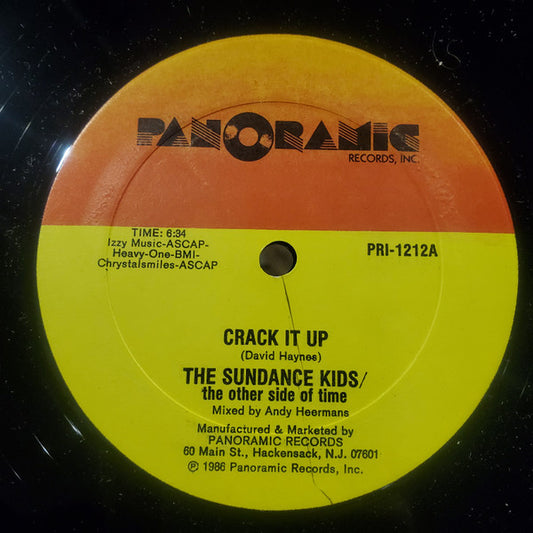 PANORAMIC
RECORDS, INC.
TIME: 6:34
Izzy Music-ASCAP-
Heavy-One-BMI-
Chrystalsmiles-ASCAP
PRI-1212A
CRACK IT UP
(David Haynes)
THE SUNDANCE KIDS/
the other side of time
Mixed by Andy Heermans
Manufactured & Marketed by
PANORAMIC RECORDS
60 Main St., Hackensack, N.J. 07601
℗ 1986 Panoramic Records, Inc.